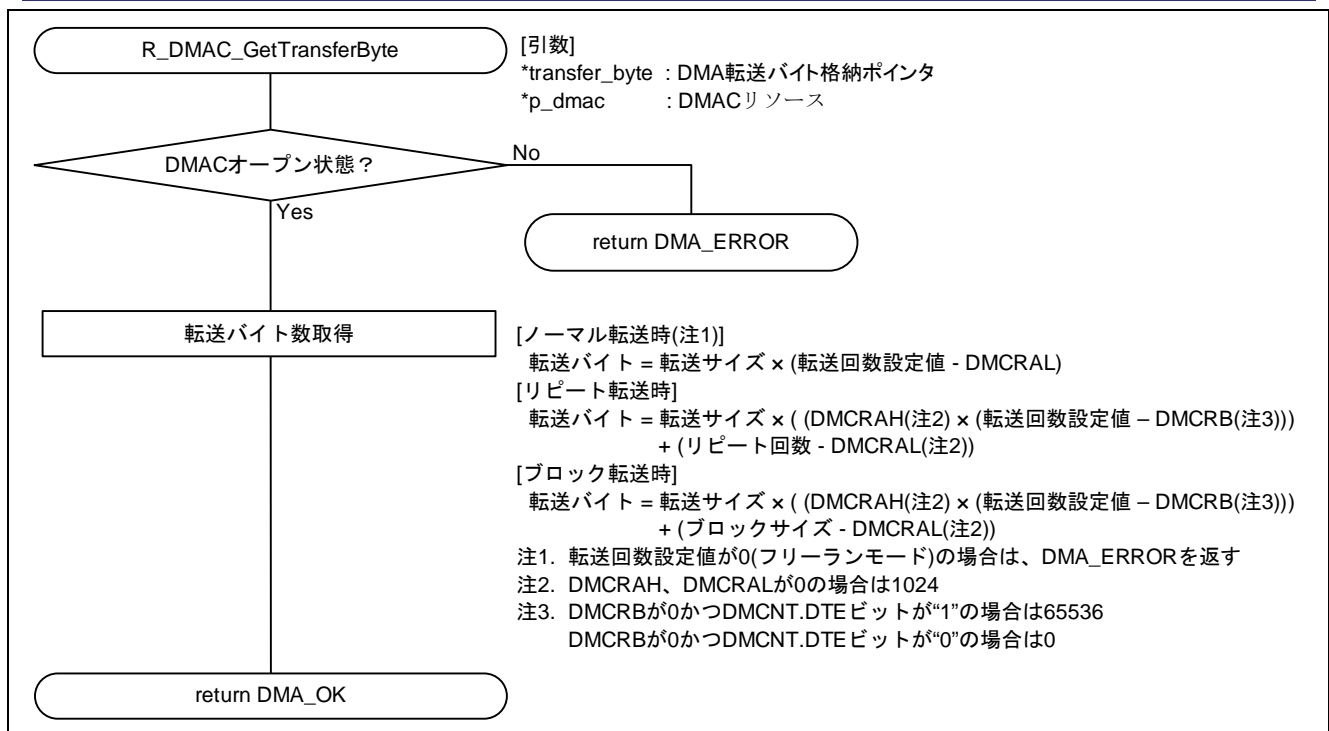 R_DMAC_GetTransferByte
[引数]
*transfer_byte : DMA転送バイト格納ポインタ
*p_dmac : DMACリソース
DMACオープン状態？
No
Yes
return DMA_ERROR
転送バイト数取得
[ノーマル転送時(注1)]
転送バイト = 転送サイズ × (転送回数設定値 - DMCRAL)
[リピート転送時]
転送バイト = 転送サイズ × ( (DMCRAH(注2) × (転送回数設定値 – DMCRB(注3)))
+ (リピート回数 - DMCRAL(注2))
[ブロック転送時]
転送バイト = 転送サイズ × ( (DMCRAH(注2) × (転送回数設定値 – DMCRB(注3)))
+ (ブロックサイズ - DMCRAL(注2))
注1. 転送回数設定値が0(フリーランモード)の場合は、DMA_ERRORを返す
注2. DMCRAH、DMCRALが0の場合は1024
注3. DMCRBが0かつDMCNT.DTEビットが“1”の場合は65536
DMCRBが0かつDMCNT.DTEビットが“0”の場合は0
return DMA_OK